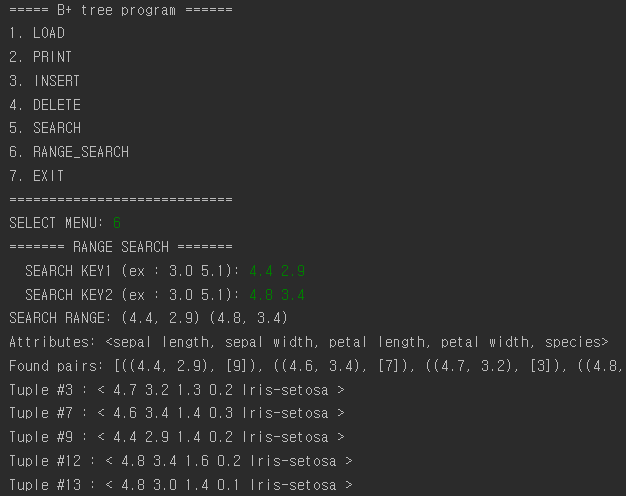 ===== B+ tree program ======
1. LOAD
2. PRINT
3. INSERT
4. DELETE
5. SEARCH
6. RANGE_SEARCH
7. EXIT
============================
SELECT MENU: 6
======= RANGE SEARCH =======
SEARCH KEY1 (ex : 3.0 5.1): 4.4 2.9
SEARCH KEY2 (ex : 3.0 5.1): 4.8 3.4
SEARCH RANGE: (4.4, 2.9) (4.8, 3.4)
Attributes: <sepal length, sepal width, petal length, petal width, species>
Found pairs: [((4.4, 2.9), [9]), ((4.6, 3.4), [7]), ((4.7, 3.2), [3]), ((4.8,
Tuple #3 : < 4.7 3.2 1.3 0.2 Iris-setosa >
Tuple #7 : < 4.6 3.4 1.4 0.3 Iris-setosa >
Tuple #9 : < 4.4 2.9 1.4 0.2 Iris-setosa >
Tuple #12 : < 4.8 3.4 1.6 0.2 Iris-setosa >
Tuple #13 : < 4.8 3.0 1.4 0.1 Iris-setosa >